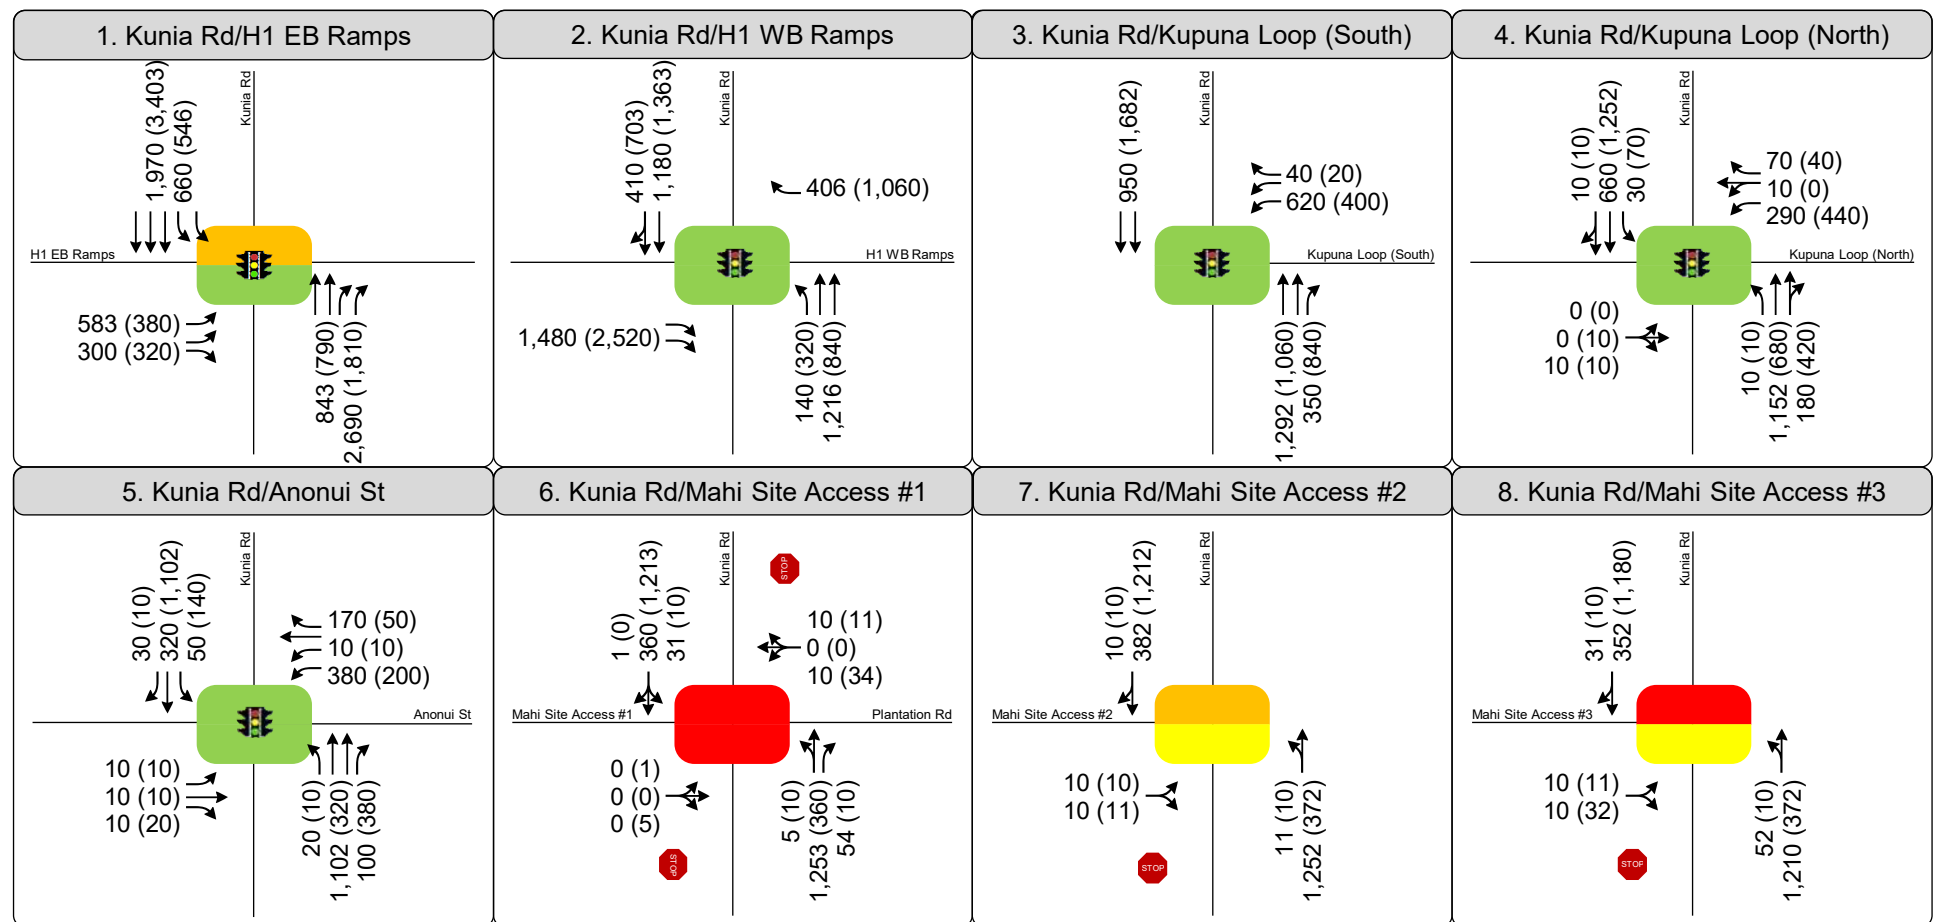 1. Kunia Rd/H1 EB Ramps
1,970 (3,403)
660 (546)
Kunia Rd
H1 EB Ramps
583 (380)
300 (320)
843 (790)
2,690 (1,810)
2. Kunia Rd/H1 WB Ramps
410 (703)
1,180 (1,363)
Kunia Rd
406 (1,060)
H1 WB Ramps
1,480 (2,520)
140 (320)
1,216 (840)
3. Kunia Rd/Kupuna Loop (South)
950 (1,682)
Kunia Rd
40 (20)
620 (400)
Kupuna Loop (South)
1,292 (1,060)
350 (840)
4. Kunia Rd/Kupuna Loop (North)
10 (10)
660 (1,252)
30 (70)
Kunia Rd
70 (40)
10 (0)
290 (440)
Kupuna Loop (North)
0 (0)
0 (10)
10 (10)
10 (10)
1,152 (680)
180 (420)
5. Kunia Rd/Anonui St
30 (10)
320 (1,102)
50 (140)
Kunia Rd
170 (50)
10 (10)
380 (200)
Anonui St
10 (10)
10 (10)
10 (20)
20 (10)
1,102 (320)
100 (380)
6. Kunia Rd/Mahi Site Access #1
1 (0)
360 (1,213)
31 (10)
Kunia Rd
STOP
10 (11)
0 (0)
10 (34)
Mahi Site Access #1
Plantation Rd
0 (1)
0 (0)
0 (5)
STOP
5 (10)
1,253 (360)
54 (10)
7. Kunia Rd/Mahi Site Access #2
10 (10)
382 (1,212)
Kunia Rd
Mahi Site Access #2
10 (10)
10 (11)
STOP
11 (10)
1,252 (372)
8. Kunia Rd/Mahi Site Access #3
31 (10)
352 (1,180)
Kunia Rd
Mahi Site Access #3
10 (11)
10 (32)
STOP
52 (10)
1,210 (372)